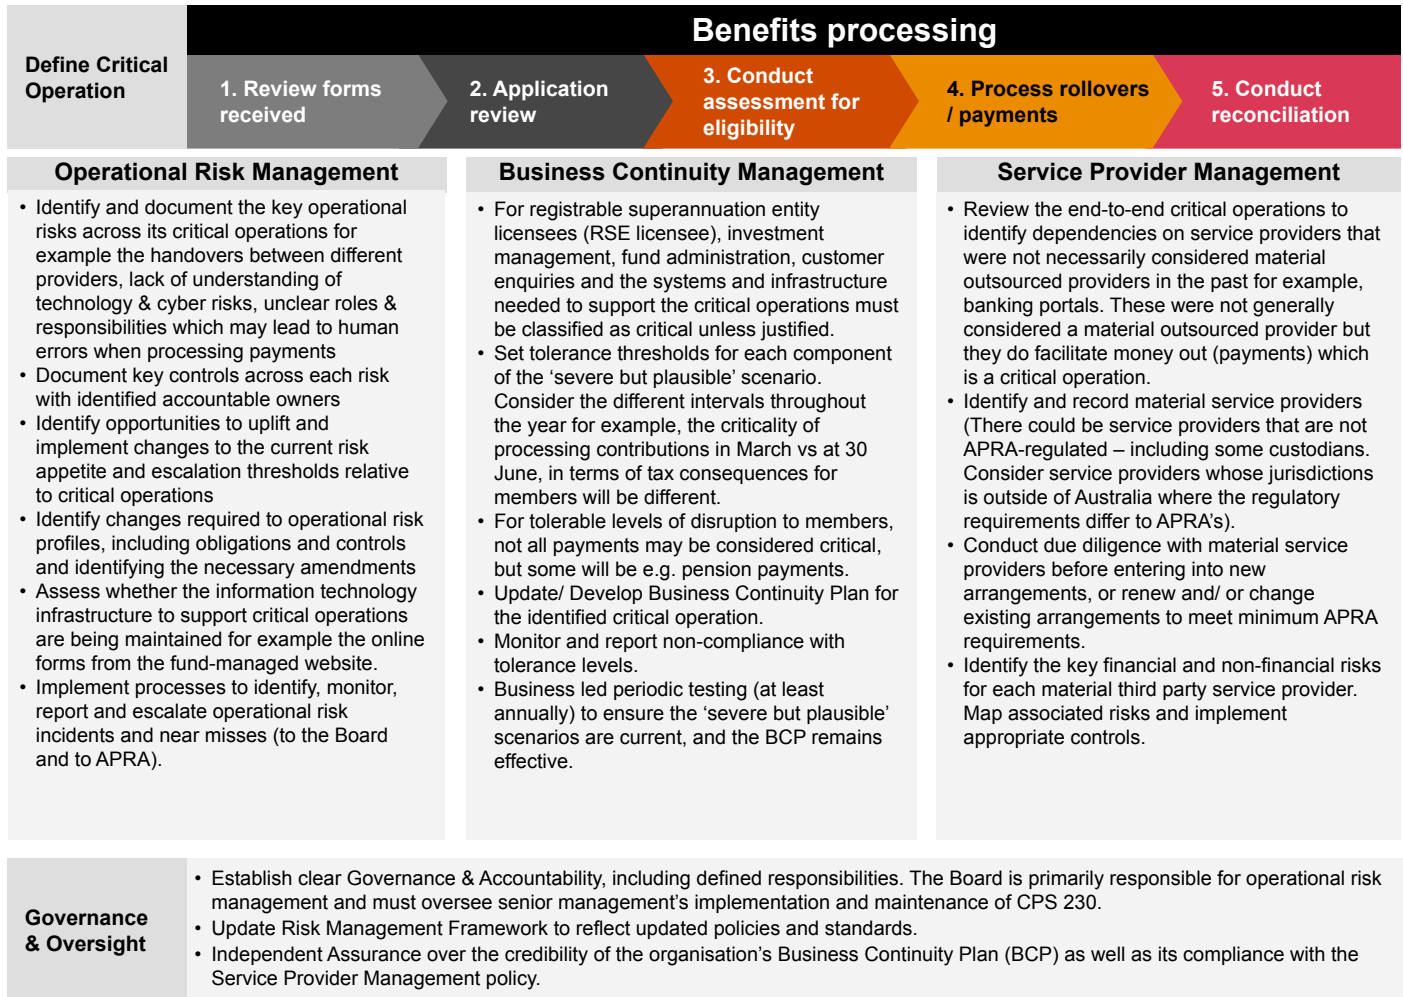 Define Critical
Operation
Benefits processing
1. Review forms
received
2. Application
review
3. Conduct
assessment for
eligibility
4. Process rollovers
/ payments
5. Conduct
reconciliation
Operational Risk Management
• Identify and document the key operational
risks across its critical operations for
example the handovers between different
providers, lack of understanding of
technology & cyber risks, unclear roles &
responsibilities which may lead to human
errors when processing payments
• Document key controls across each risk
with identified accountable owners
• Identify opportunities to uplift and
implement changes to the current risk
appetite and escalation thresholds relative
to critical operations
• Identify changes required to operational risk
profiles, including obligations and controls
and identifying the necessary amendments
• Assess whether the information technology
infrastructure to support critical operations
are being maintained for example the online
forms from the fund-managed website.
• Implement processes to identify, monitor,
report and escalate operational risk
incidents and near misses (to the Board
and to APRA).
Business Continuity Management
• For registrable superannuation entity
licensees (RSE licensee), investment
management, fund administration, customer
enquiries and the systems and infrastructure
needed to support the critical operations must
be classified as critical unless justified.
• Set tolerance thresholds for each component
of the ‘severe but plausible’ scenario.
Consider the different intervals throughout
the year for example, the criticality of
processing contributions in March vs at 30
June, in terms of tax consequences for
members will be different.
• For tolerable levels of disruption to members,
not all payments may be considered critical,
but some will be e.g. pension payments.
• Update/ Develop Business Continuity Plan for
the identified critical operation.
• Monitor and report non-compliance with
tolerance levels.
• Business led periodic testing (at least
annually) to ensure the ‘severe but plausible’
scenarios are current, and the BCP remains
effective.
Service Provider Management
• Review the end-to-end critical operations to
identify dependencies on service providers that
were not necessarily considered material
outsourced providers in the past for example,
banking portals. These were not generally
considered a material outsourced provider but
they do facilitate money out (payments) which
is a critical operation.
• Identify and record material service providers
(There could be service providers that are not
APRA-regulated – including some custodians.
Consider service providers whose jurisdictions
is outside of Australia where the regulatory
requirements differ to APRA’s).
• Conduct due diligence with material service
providers before entering into new
arrangements, or renew and/ or change
existing arrangements to meet minimum APRA
requirements.
• Identify the key financial and non-financial risks
for each material third party service provider.
Map associated risks and implement
appropriate controls.
Governance
& Oversight
• Establish clear Governance & Accountability, including defined responsibilities. The Board is primarily responsible for operational risk
management and must oversee senior management’s implementation and maintenance of CPS 230.
• Update Risk Management Framework to reflect updated policies and standards.
• Independent Assurance over the credibility of the organisation’s Business Continuity Plan (BCP) as well as its compliance with the
Service Provider Management policy.